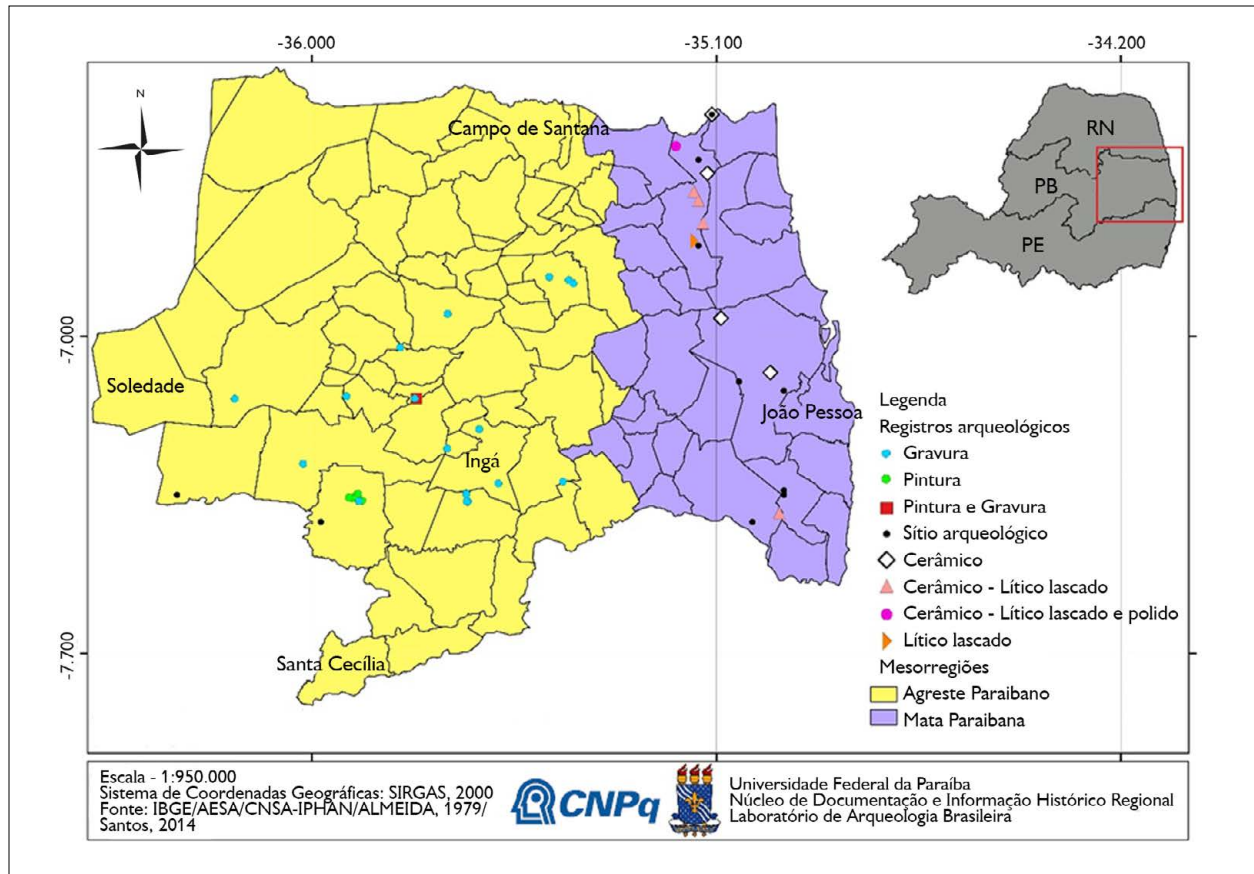 -36.000
-35.100
-34.200
N
Campo de Santana
RN
PB
PE
-7.000
Soledade
João Pessoa
Ingá
Santa Cecília
-7.700
Legenda
Registros arqueológicos
Gravura
Pintura
Pintura e Gravura
Sítio arqueológico
Cerâmico
Cerâmico - Lítico lascado
Cerâmico - Lítico lascado e polido
Lítico lascado
Mesorregiões
Agreste Paraibano
Mata Paraibana
Escala - 1:950.000
Sistema de Coordenadas Geográficas: SIRGAS, 2000
Fonte: IBGE/AESA/CNSA-IPHAN/ALMEIDA, 1979/
Santos, 2014
CNPq
Universidade Federal da Paraíba
Núcleo de Documentação e Informação Histórico Regional
Laboratório de Arqueologia Brasileira